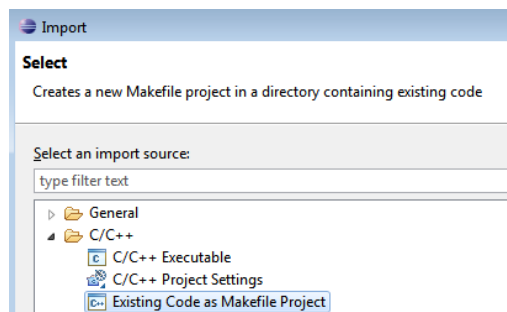 Import
Select
Creates a new Makefile project in a directory containing existing code
Select an import source:
type filter text
General
C/C++
C/C++ Executable
C/C++ Project Settings
Existing Code as Makefile Project